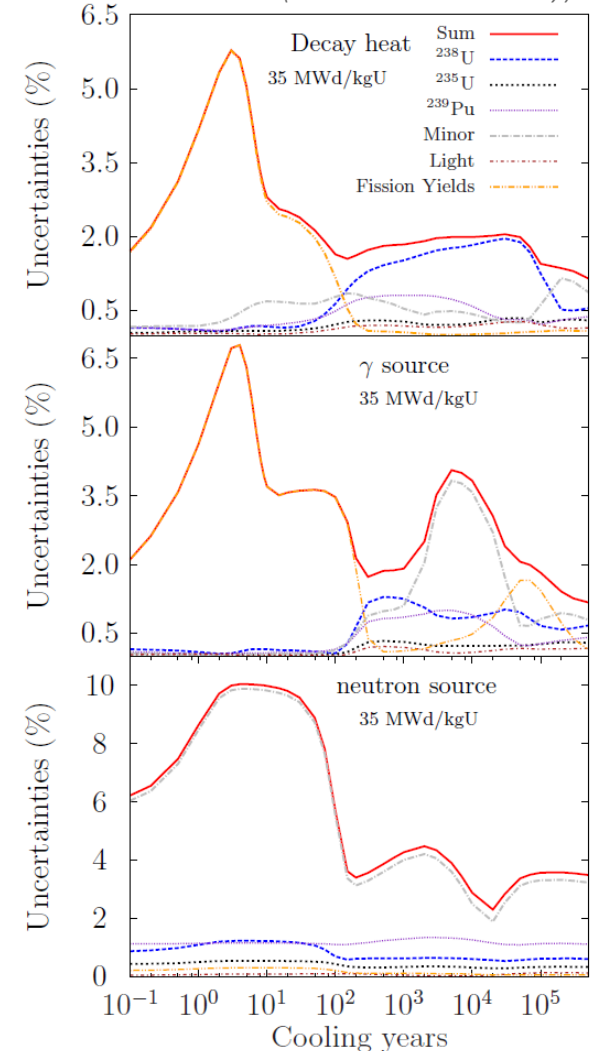 6.5
Decay heat
35 MWd/kgU
Sum
²³⁸U
²³⁵U
²³⁹Pu
Minor
Light
Fission Yields
5.0
3.5
2.0
0.5
Uncertainties (%)
γ source
35 MWd/kgU
6.5
5.0
3.5
2.0
0.5
Uncertainties (%)
neutron source
35 MWd/kgU
10
8
6
4
2
0
Uncertainties (%)
10⁻¹ 10⁰ 10¹ 10² 10³ 10⁴ 10⁵
Cooling years